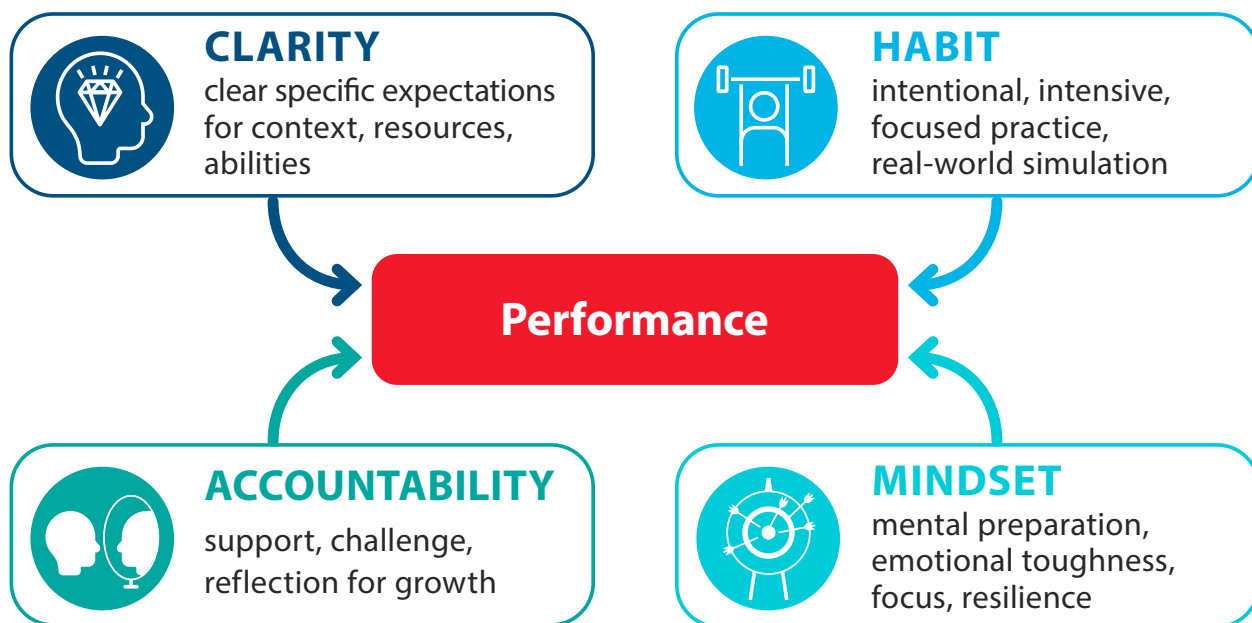 CLARITY
clear specific expectations
for context, resources,
abilities
HABIT
intentional, intensive,
focused practice,
real-world simulation
Performance
ACCOUNTABILITY
support, challenge,
reflection for growth
MINDSET
mental preparation,
emotional toughness,
focus, resilience